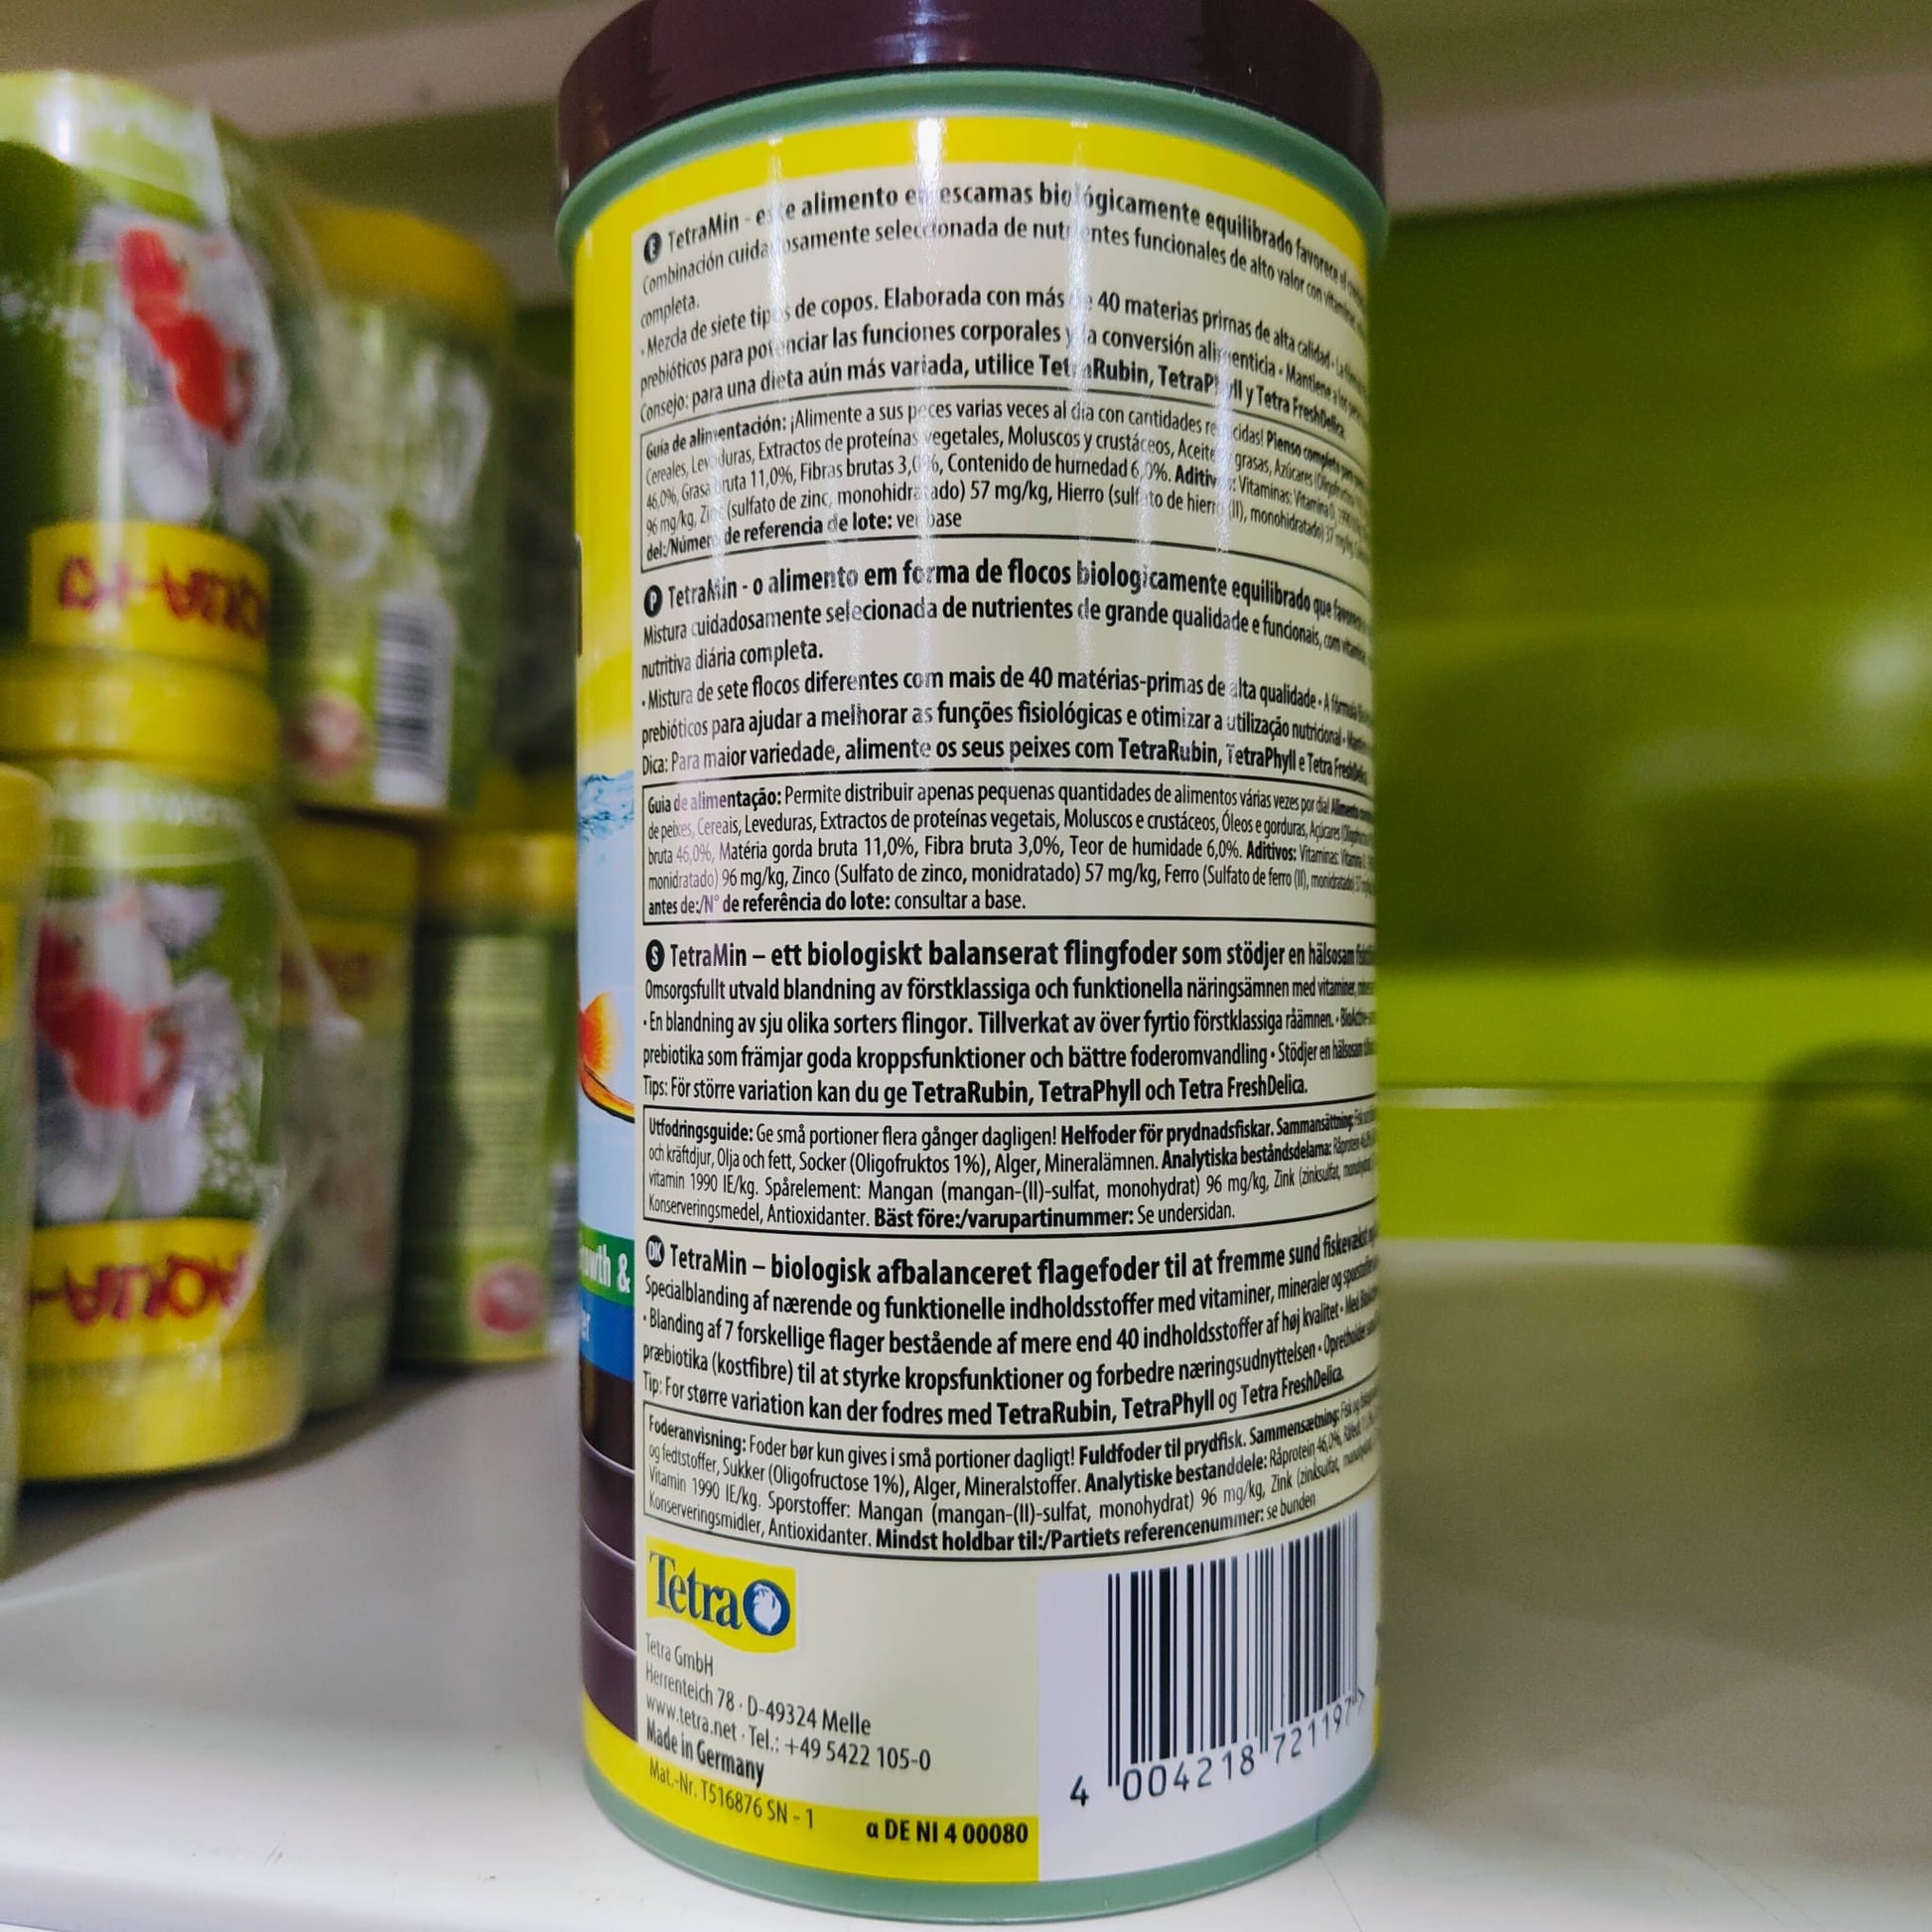 E TetraMin - este alimento en escamas biológicamente equilibrado favorece el
Combinación cuidadosamente seleccionada de nutrientes funcionales de alto valor con
completa.
• Mezcla de siete tipos de copos. Elaborada con más de 40 materias primas de alta calidad • La
prebióticos para potenciar las funciones corporales y la conversión alimenticia • Mantiene a los
Consejo: para una dieta aún más variada, utilice TetraRubin, TetraPhyll y Tetra FreshDelica.
Guía de alimentación: ¡Alimente a sus peces varias veces al día con cantidades reducidas! Pienso completo
Cereales, Levaduras, Extractos de proteínas vegetales, Moluscos y crustáceos, Aceites y grasas, Azúcares
46,0%, Grasa bruta 11,0%, Fibras brutas 3,0%, Contenido de humedad 6,0%. Aditivos: Vitaminas: Vitamina
96 mg/kg, Zinc (sulfato de zinc, monohidratado) 57 mg/kg, Hierro (sulfato de hierro (II), monohidratado) 37 mg/kg
del:/Número de referencia de lote: ver base
P TetraMin - o alimento em forma de flocos biologicamente equilibrado que
Mistura cuidadosamente selecionada de nutrientes de grande qualidade e funcionais, com
nutritiva diária completa.
• Mistura de sete flocos diferentes com mais de 40 matérias-primas de alta qualidade • A fórmula
prebióticos para ajudar a melhorar as funções fisiológicas e otimizar a utilização nutricional •
Dica: Para maior variedade, alimente os seus peixes com TetraRubin, TetraPhyll e Tetra FreshDelica.
Guia de alimentação: Permite distribuir apenas pequenas quantidades de alimentos várias vezes por dia!
de peixes, Cereais, Leveduras, Extractos de proteínas vegetais, Moluscos e crustáceos, Óleos e gorduras, Açúcares
bruta 46,0%, Matéria gorda bruta 11,0%, Fibra bruta 3,0%, Teor de humidade 6,0%. Aditivos: Vitaminas:
monidratado) 96 mg/kg, Zinco (Sulfato de zinco, monidratado) 57 mg/kg, Ferro (Sulfato de ferro (II), monidratado)
antes de:/N° de referência do lote: consultar a base.
S TetraMin – ett biologiskt balanserat flingfoder som stödjer en hälsosam
Omsorgsfullt utvald blandning av förstklassiga och funktionella näringsämnen med vitaminer,
• En blandning av sju olika sorters flingor. Tillverkat av över fyrtio förstklassiga råämnen. •
prebiotika som främjar goda kroppsfunktioner och bättre foderomvandling • Stödjer en hälsosam
Tips: För större variation kan du ge TetraRubin, TetraPhyll och Tetra FreshDelica.
Utfodringsguide: Ge små portioner flera gånger dagligen! Helfoder för prydnadsfiskar. Sammansättning:
och kräftdjur, Olja och fett, Socker (Oligofruktos 1%), Alger, Mineralämnen. Analytiska beståndsdelarna:
vitamin 1990 IE/kg. Spårelement: Mangan (mangan-(II)-sulfat, monohydrat) 96 mg/kg, Zink (zinksulfat,
Konserveringsmedel, Antioxidanter. Bäst före:/varupartinummer: Se undersidan.
DK TetraMin – biologisk afbalanceret flagefoder til at fremme sund fiskevækst
Specialblanding af nærende og funktionelle indholdsstoffer med vitaminer, mineraler og
• Blanding af 7 forskellige flager bestående af mere end 40 indholdsstoffer af høj kvalitet • Med
præbiotika (kostfibre) til at styrke kropsfunktioner og forbedre næringsudnyttelsen •
Tip: For større variation kan der fodres med TetraRubin, TetraPhyll og Tetra FreshDelica.
Foderanvisning: Foder bør kun gives i små portioner dagligt! Fuldfoder til prydfisk. Sammensætning:
og fedtstoffer, Sukker (Oligofructose 1%), Alger, Mineralstoffer. Analytiske bestanddele: Råprotein 46,0%,
Vitamin 1990 IE/kg. Sporstoffer: Mangan (mangan-(II)-sulfat, monohydrat) 96 mg/kg, Zink (zinksulfat,
Konserveringsmidler, Antioxidanter. Mindst holdbar til:/Partiets referencenummer: se bunden
Tetra
Tetra GmbH
Herrenteich 78 · D-49324 Melle
www.tetra.net · Tel.: +49 5422 105-0
Made in Germany
Mat.-Nr. T516876 SN - 1
α DE NI 4 00080
4 004218 721197 >
&